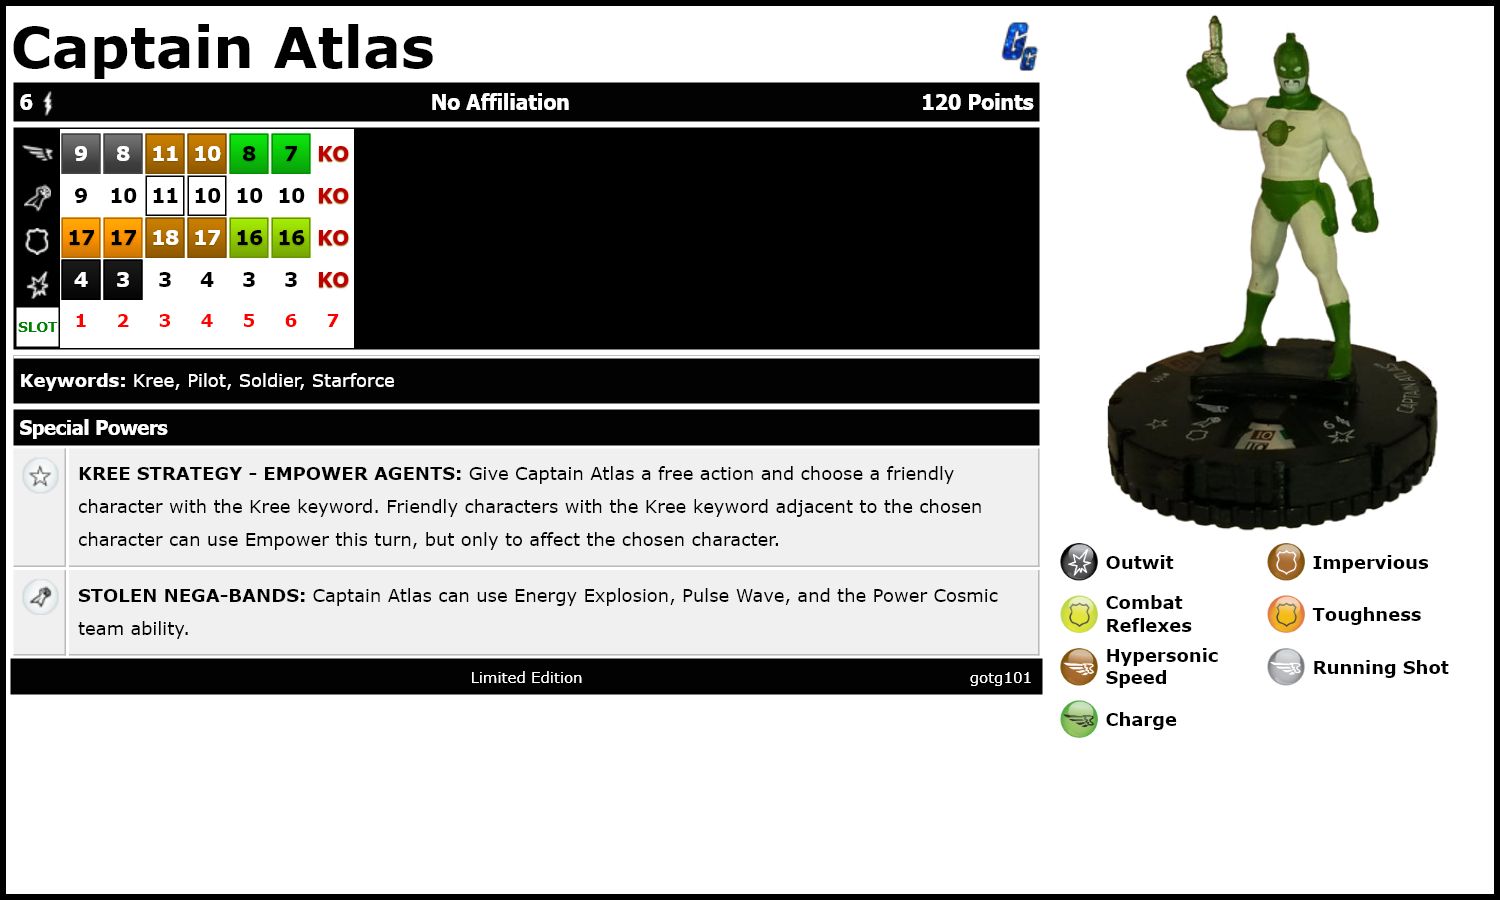 Captain Atlas
GG
6 No Affiliation 120 Points
9 8 11 10 8 7 KO
9 10 11 10 10 10 KO
17 17 18 17 16 16 KO
4 3 3 4 3 3 KO
SLOT 1 2 3 4 5 6 7
Keywords: Kree, Pilot, Soldier, Starforce
Special Powers
KREE STRATEGY - EMPOWER AGENTS: Give Captain Atlas a free action and choose a friendly
character with the Kree keyword. Friendly characters with the Kree keyword adjacent to the chosen
character can use Empower this turn, but only to affect the chosen character.
STOLEN NEGA-BANDS: Captain Atlas can use Energy Explosion, Pulse Wave, and the Power Cosmic
team ability.
Limited Edition gotg101
CAPTAIN ATLAS
6
10
Outwit Impervious
Combat
Reflexes
Toughness
Hypersonic
Speed
Running Shot
Charge